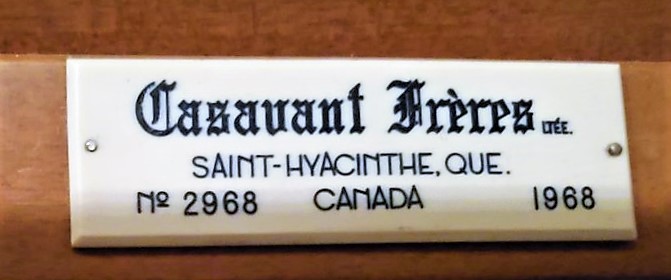 Casavant Frères LTÉE.
SAINT-HYACINTHE, QUE.
Nº 2968 CANADA 1968